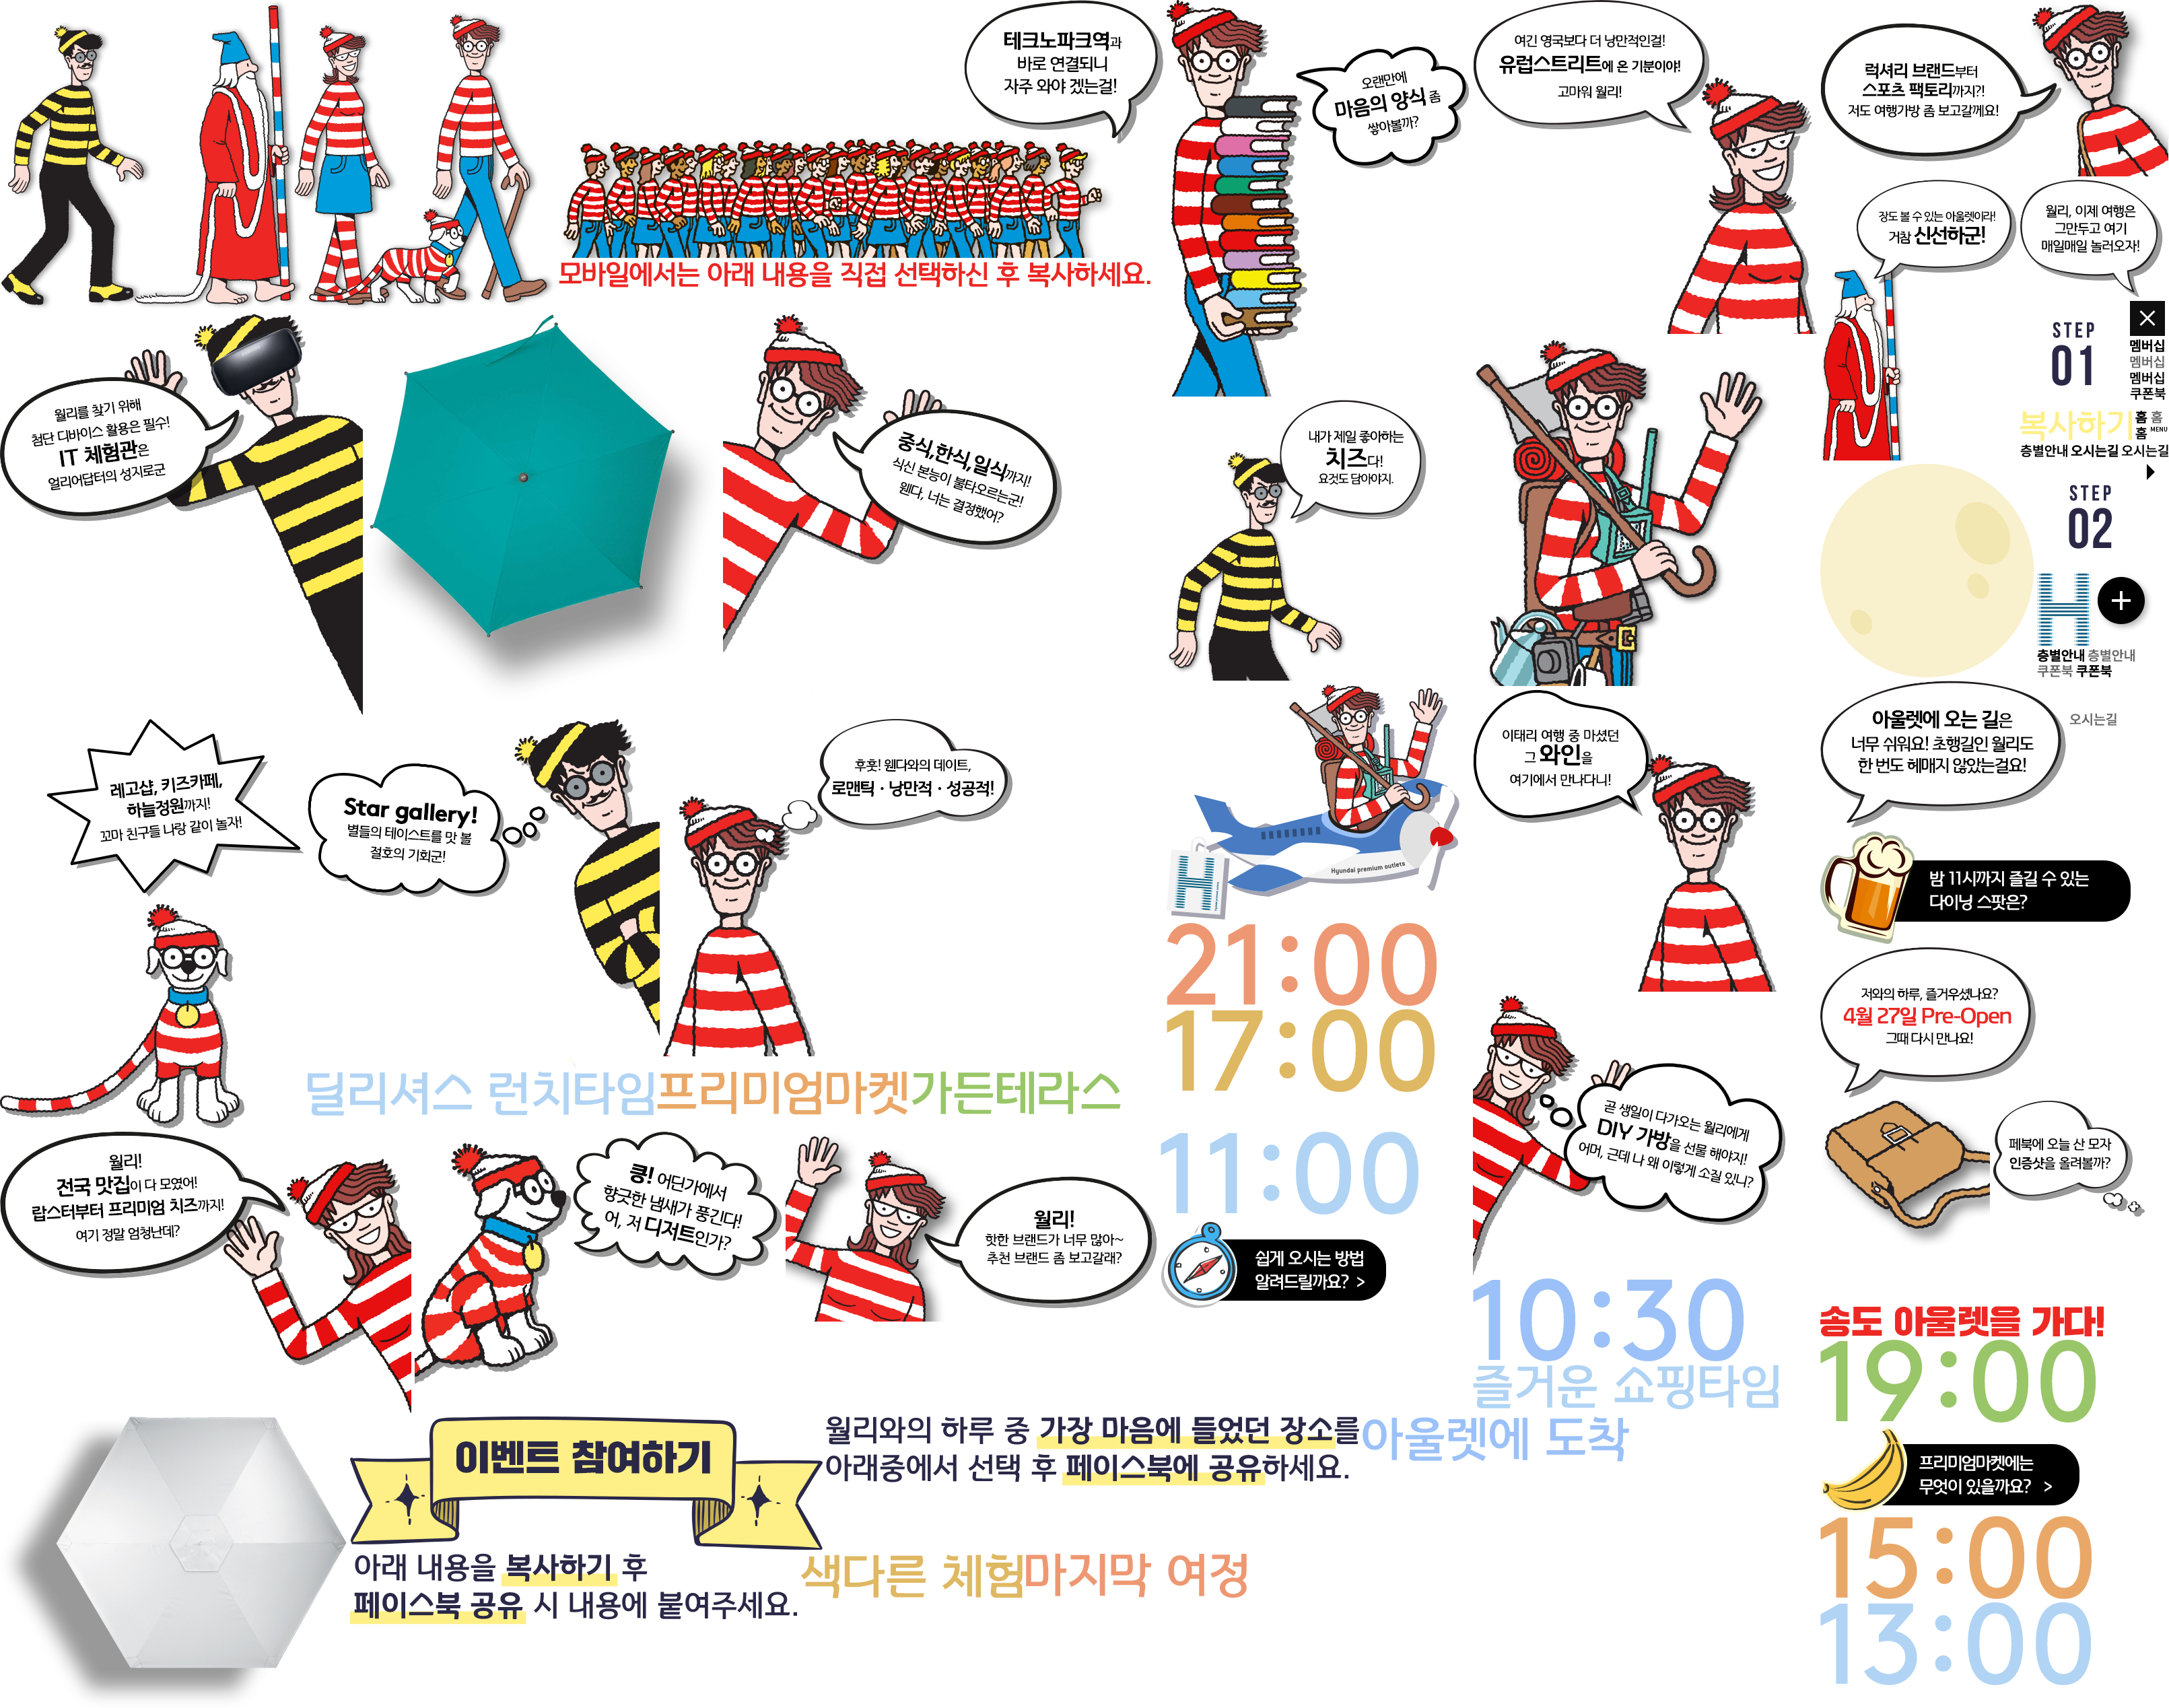 테크노파크역과
바로 연결되니
자주 와야 겠는걸!
오랜만에
마음의 양식 좀
쌓아볼까?
여긴 영국보다 더 낭만적인걸!
유럽스트리트에 온 기분이야!
고마워 월리!
럭셔리 브랜드부터
스포츠 팩토리까지?!
저도 여행가방 좀 보고갈께요!
장도 볼 수 있는 아울렛이라!
거참 신선하군!
월리, 이제 여행은
그만두고 여기
매일매일 놀러오자!
모바일에서는 아래 내용을 직접 선택하신 후 복사하세요.
STEP
01
멤버십
멤버십
멤버십
쿠폰북
복사하기
홈 홈
홈 MENU
층별안내 오시는길 오시는길
월리를 찾기 위해
첨단 디바이스 활용은 필수!
IT 체험관은
얼리어답터의 성지로군
중식,한식,일식까지!
식신 본능이 불타오르는군!
웬다, 너는 결정했어?
내가 제일 좋아하는
치즈다!
요것도 담아야지.
STEP
02
H
층별안내 층별안내
쿠폰북 쿠폰북
레고샵, 키즈카페,
하늘정원까지!
꼬마 친구들 나랑 같이 놀자!
Star gallery!
별들의 테이스트를 맛 볼
절호의 기회군!
후훗! 웬다와의 데이트,
로맨틱 · 낭만적 · 성공적!
Hyundai premium outlets
H
이태리 여행 중 마셨던
그 와인을
여기에서 만나다니!
아울렛에 오는 길은
너무 쉬워요! 초행길인 월리도
한 번도 헤매지 않았는걸요!
오시는길
밤 11시까지 즐길 수 있는
다이닝 스팟은?
21:00
17:00
저와의 하루, 즐거우셨나요?
4월 27일 Pre-Open
그때 다시 만나요!
딜리셔스 런치타임프리미엄마켓가든테라스
곧 생일이 다가오는 월리에게
DIY 가방을 선물 해야지!
어머, 근데 나 왜 이렇게 소질 있니?
페북에 오늘 산 모자
인증샷을 올려볼까?
월리!
전국 맛집이 다 모였어!
랍스터부터 프리미엄 치즈까지!
여기 정말 엄청난데?
킁! 어딘가에서
향긋한 냄새가 풍긴다!
어, 저 디저트인가?
월리!
핫한 브랜드가 너무 많아~
추천 브랜드 좀 보고갈래?
11:00
쉽게 오시는 방법
알려드릴까요? >
10:30
즐거운 쇼핑타임
송도 아울렛을 가다!
19:00
이벤트 참여하기
월리와의 하루 중 가장 마음에 들었던 장소를
아래중에서 선택 후 페이스북에 공유하세요.
아울렛에 도착
프리미엄마켓에는
무엇이 있을까요? >
아래 내용을 복사하기 후
페이스북 공유 시 내용에 붙여주세요.
색다른 체험마지막 여정
15:00
13:00